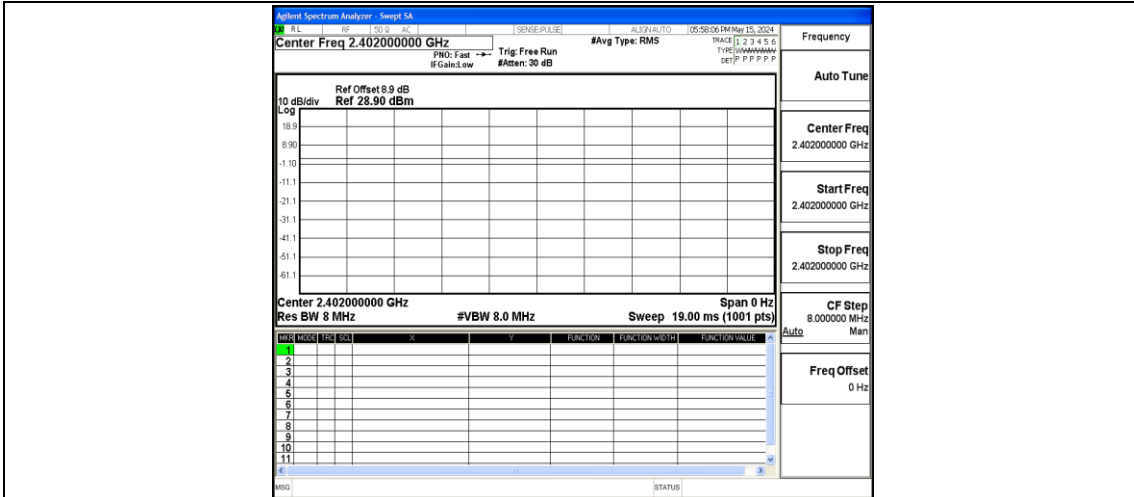 Agilent Spectrum Analyzer - Swept SA
RL RF 50 Ω AC SENSE:PULSE ALIGNAUTO 05:58:06 PM May 15, 2024
Center Freq 2.402000000 GHz #Avg Type: RMS TRACE 1 2 3 4 5 6
PNO: Fast Trig: Free Run TYPE
IFGain:Low #Atten: 30 dB DET P P P P P P
Ref Offset 8.9 dB
10 dB/div Ref 28.90 dBm
Log
18.9
8.90
-1.10
-11.1
-21.1
-31.1
-41.1
-51.1
-61.1
Center 2.402000000 GHz Span 0 Hz
Res BW 8 MHz #VBW 8.0 MHz Sweep 19.00 ms (1001 pts)
MKR MODE TRC SCL X Y FUNCTION FUNCTION WIDTH FUNCTION VALUE
1
2
3
4
5
6
7
8
9
10
11
MSG STATUS
Frequency
Auto Tune
Center Freq
2.402000000 GHz
Start Freq
2.402000000 GHz
Stop Freq
2.402000000 GHz
CF Step
8.000000 MHz
Auto Man
Freq Offset
0 Hz